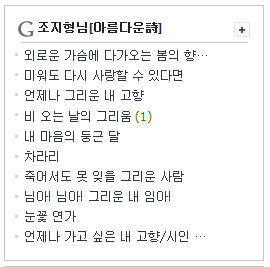 G 조지형님[아름다운詩]
외로운 가슴에 다가오는 봄의 향…
미워도 다시 사랑할 수 있다면
언제나 그리운 내 고향
비 오는 날의 그리움 (1)
내 마음의 둥근 달
차라리
죽어서도 못 잊을 그리운 사람
님아! 님아! 그리운 내 임아!
눈꽃 연가
언제나 가고 싶은 내 고향/시인 …